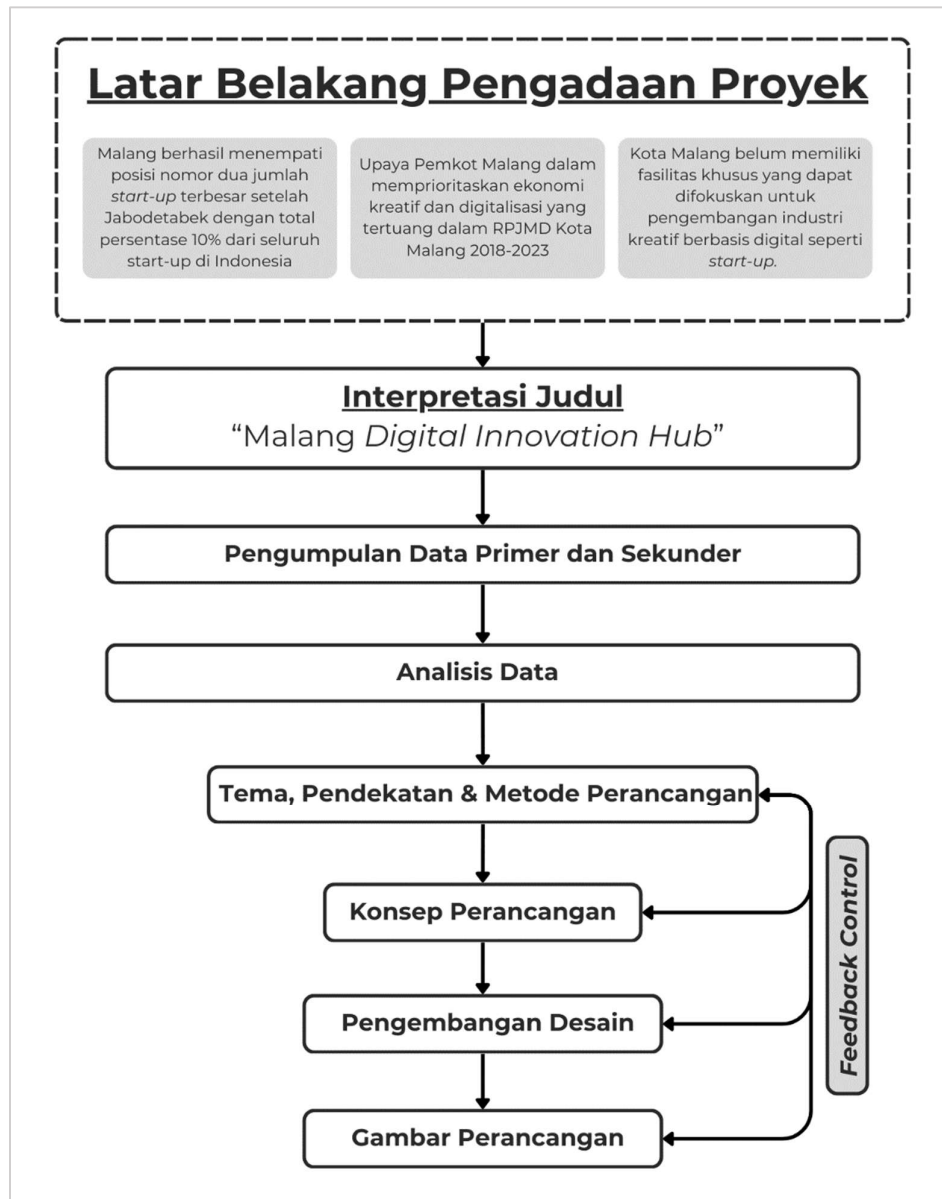 Latar Belakang Pengadaan Proyek
Malang berhasil menempati
posisi nomor dua jumlah
start-up terbesar setelah
Jabodetabek dengan total
persentase 10% dari seluruh
start-up di Indonesia
Upaya Pemkot Malang dalam
memprioritaskan ekonomi
kreatif dan digitalisasi yang
tertuang dalam RPJMD Kota
Malang 2018-2023
Kota Malang belum memiliki
fasilitas khusus yang dapat
difokuskan untuk
pengembangan industri
kreatif berbasis digital seperti
start-up.
Interpretasi Judul
“Malang Digital Innovation Hub”
Pengumpulan Data Primer dan Sekunder
Analisis Data
Tema, Pendekatan & Metode Perancangan
Konsep Perancangan
Pengembangan Desain
Gambar Perancangan
Feedback Control